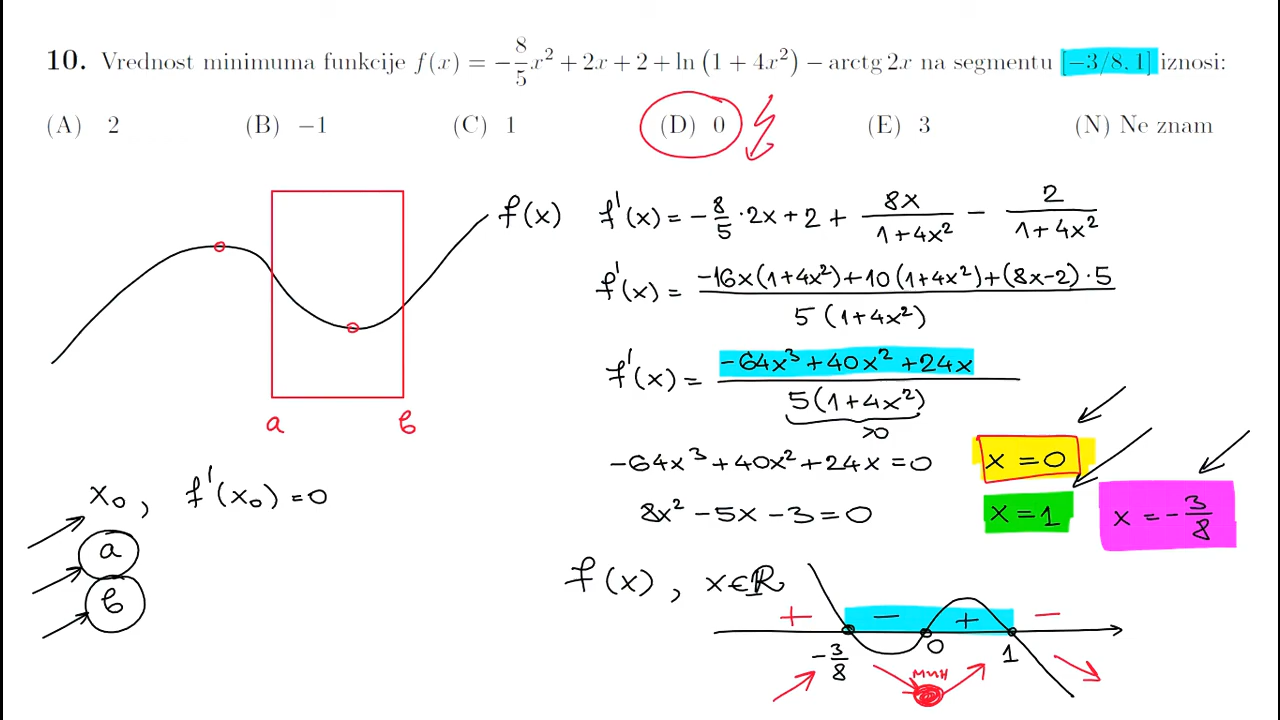 10. Vrednost minimuma funkcije f(x) = −8/5x² + 2x + 2 + ln (1 + 4x²) − arctg 2x na segmentu [−3/8, 1] iznosi:
(A) 2 (B) −1 (C) 1 (D) 0 (E) 3 (N) Ne znam
f(x)
a b
x₀, f'(x₀) = 0
a
b
f'(x) = −8/5 · 2x + 2 + 8x/(1+4x²) − 2/(1+4x²)
f'(x) = (−16x(1+4x²)+10(1+4x²)+(8x−2)·5)/(5(1+4x²))
f'(x) = (−64x³+40x²+24x)/(5(1+4x²))
>0
−64x³+40x²+24x = 0 x = 0
8x² − 5x − 3 = 0 x = 1 x = −3/8
f(x), x∈ℝ
+ − + −
−3/8 0 1
мин